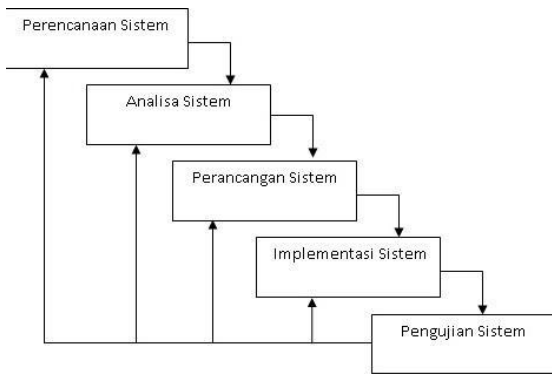 Perencanaan Sistem
Analisa Sistem
Perancangan Sistem
Implementasi Sistem
Pengujian Sistem